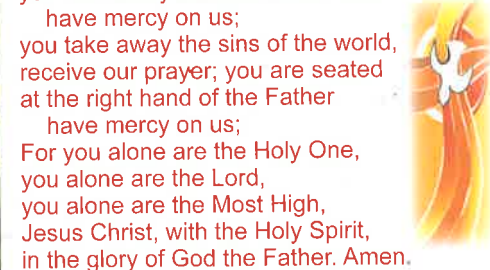 have mercy on us;
you take away the sins of the world,
receive our prayer; you are seated
at the right hand of the Father
have mercy on us;
For you alone are the Holy One,
you alone are the Lord,
you alone are the Most High,
Jesus Christ, with the Holy Spirit,
in the glory of God the Father. Amen.